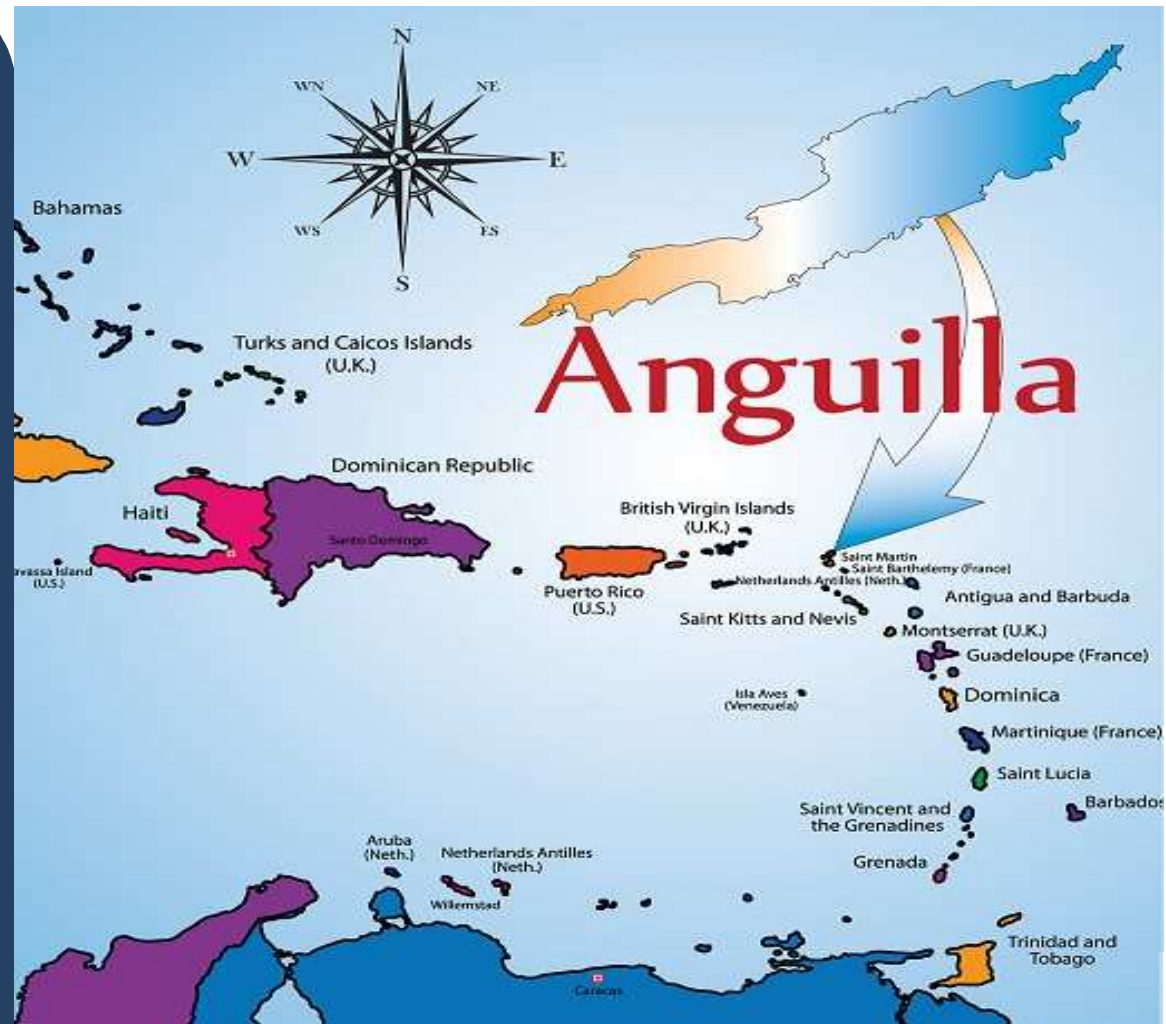 N
WN
NE
W
E
WS
ES
S
Bahamas
Turks and Caicos Islands
(U.K.)
Anguilla
Dominican Republic
Haiti
Santo Domingo
(U.S.)
British Virgin Islands
(U.K.)
Puerto Rico
(U.S.)
Saint Martin
Saint Barthelemy (France)
Netherlands Antilles (Neth.)
Antigua and Barbuda
Saint Kitts and Nevis
Montserrat (U.K.)
Guadeloupe (France)
Isla Aves
(Venezuela)
Dominica
Martinique (France)
Saint Lucia
Barbados
Saint Vincent and
the Grenadines
Grenada
Aruba
(Neth.)
Netherlands Antilles
(Neth.)
Willemstad
Trinidad and
Tobago
Caracas